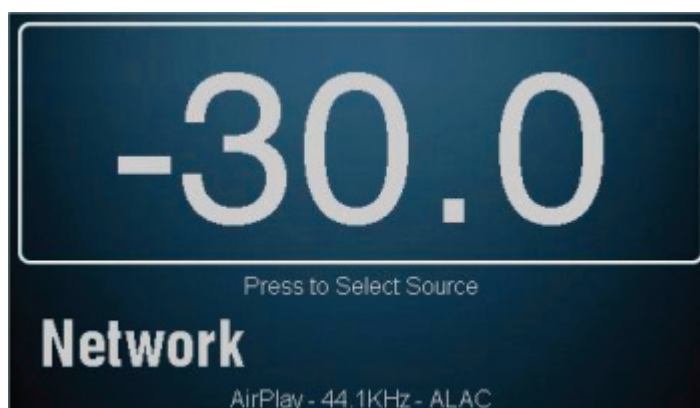 -30.0
Press to Select Source
Network
AirPlay - 44.1KHz - ALAC